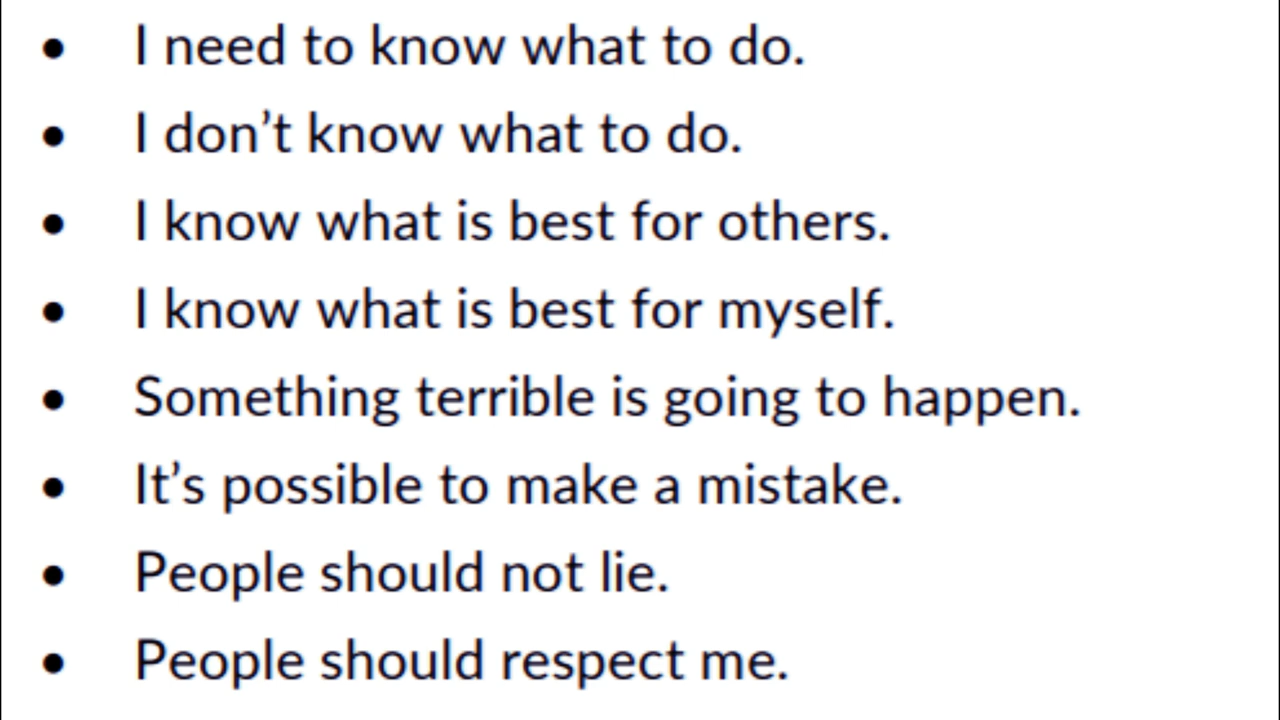 • I need to know what to do.
• I don’t know what to do.
• I know what is best for others.
• I know what is best for myself.
• Something terrible is going to happen.
• It’s possible to make a mistake.
• People should not lie.
• People should respect me.